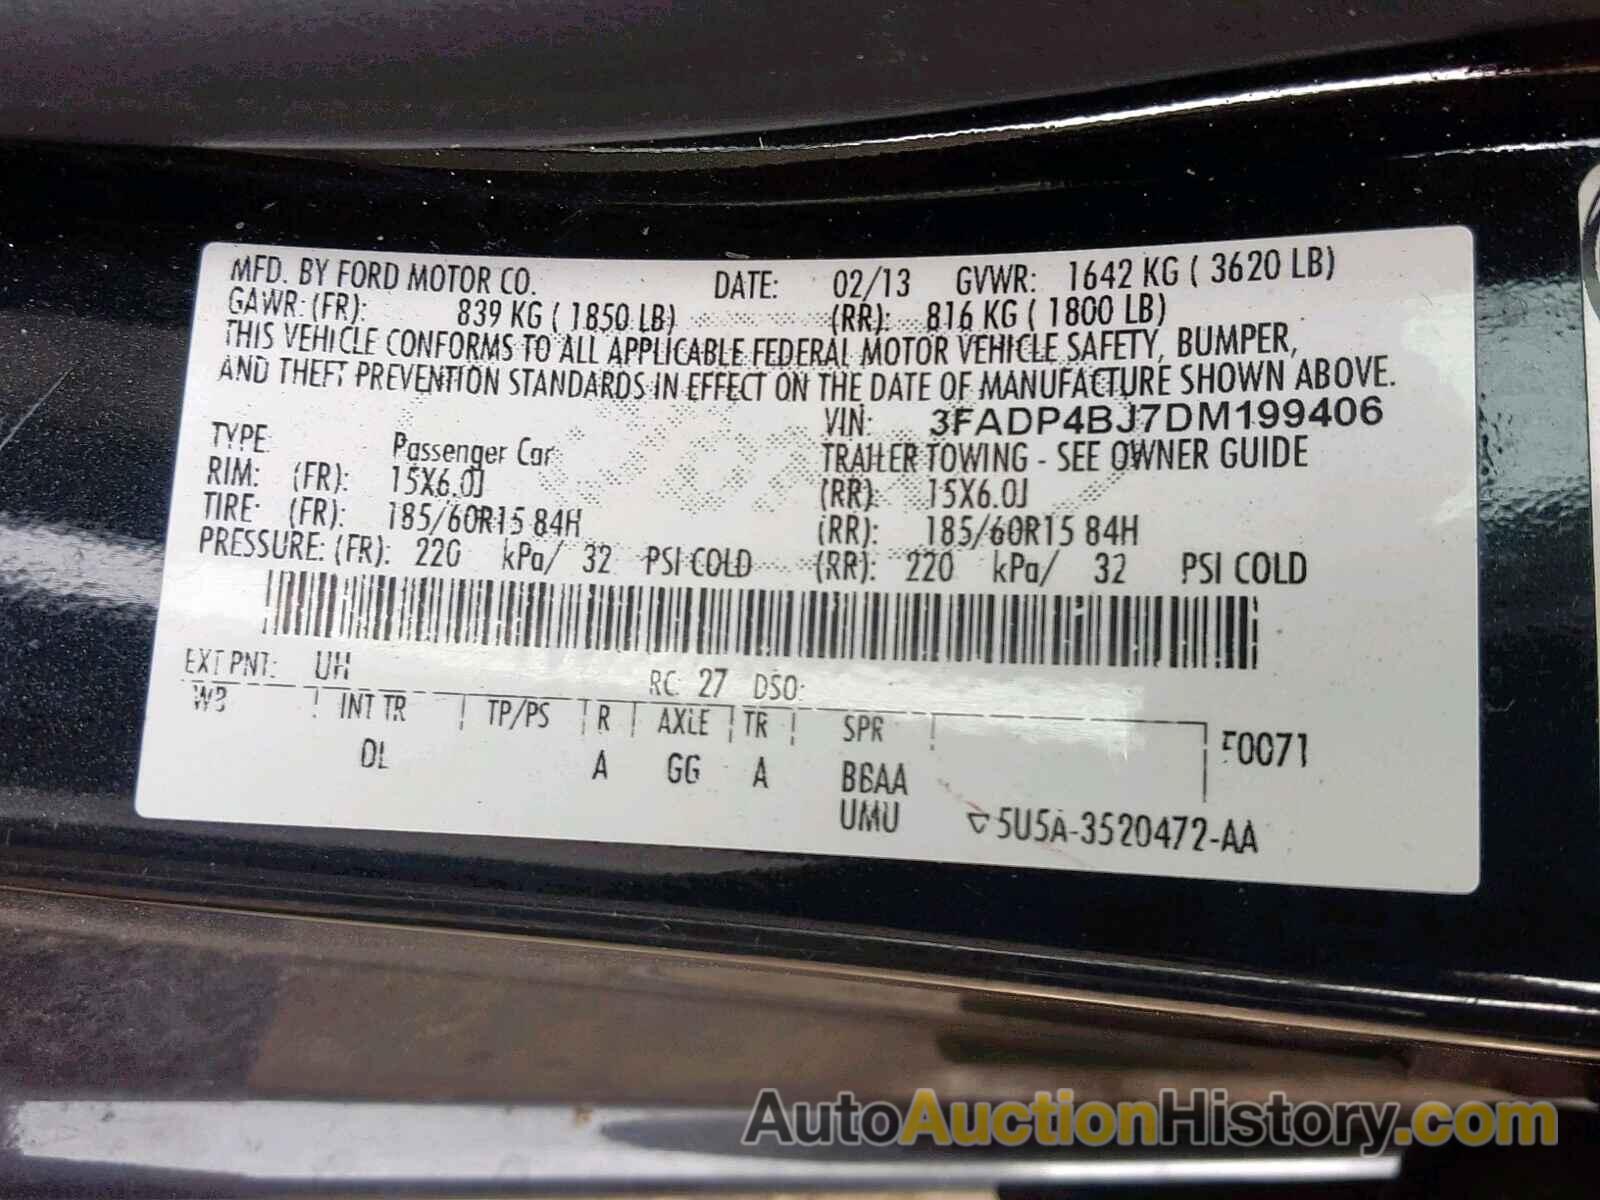 MFD. BY FORD MOTOR CO. DATE: 02/13 GVWR: 1642 KG ( 3620 LB)
GAWR: (FR): 839 KG ( 1850 LB) (RR): 816 KG ( 1800 LB)
THIS VEHICLE CONFORMS TO ALL APPLICABLE FEDERAL MOTOR VEHICLE SAFETY, BUMPER,
AND THEFT PREVENTION STANDARDS IN EFFECT ON THE DATE OF MANUFACTURE SHOWN ABOVE.
VIN: 3FADP4BJ7DM199406
TYPE: Passenger Car TRAILER TOWING - SEE OWNER GUIDE
RIM: (FR): 15X6.0J (RR): 15X6.0J
TIRE: (FR): 185/60R15 84H (RR): 185/60R15 84H
PRESSURE: (FR): 220 kPa/ 32 PSI COLD (RR): 220 kPa/ 32 PSI COLD
EXT PNT: UH RC: 27 DSO:
WB INT TR TP/PS R AXLE TR SPR
DL A GG A B6AA 0071
UMU 5U5A-3520472-AA
AutoAuctionHistory.com